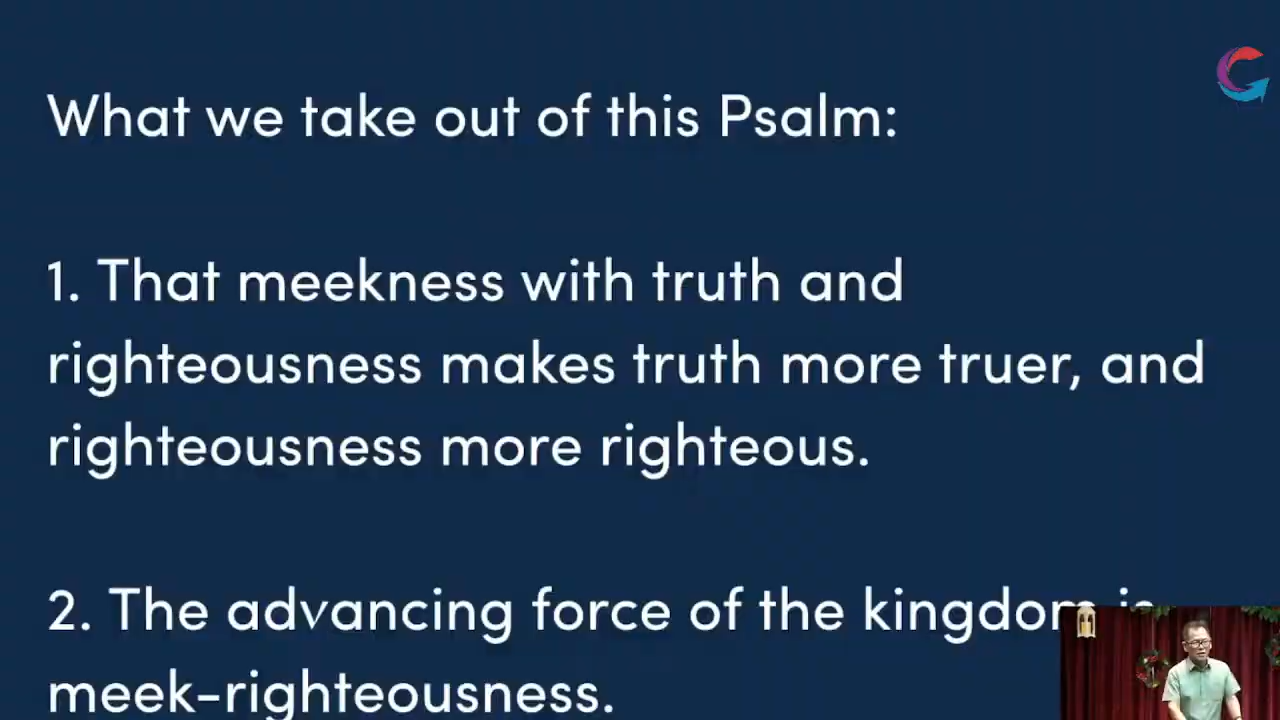 What we take out of this Psalm:
1. That meekness with truth and
righteousness makes truth more truer, and
righteousness more righteous.
2. The advancing force of the kingdom is
meek-righteousness.